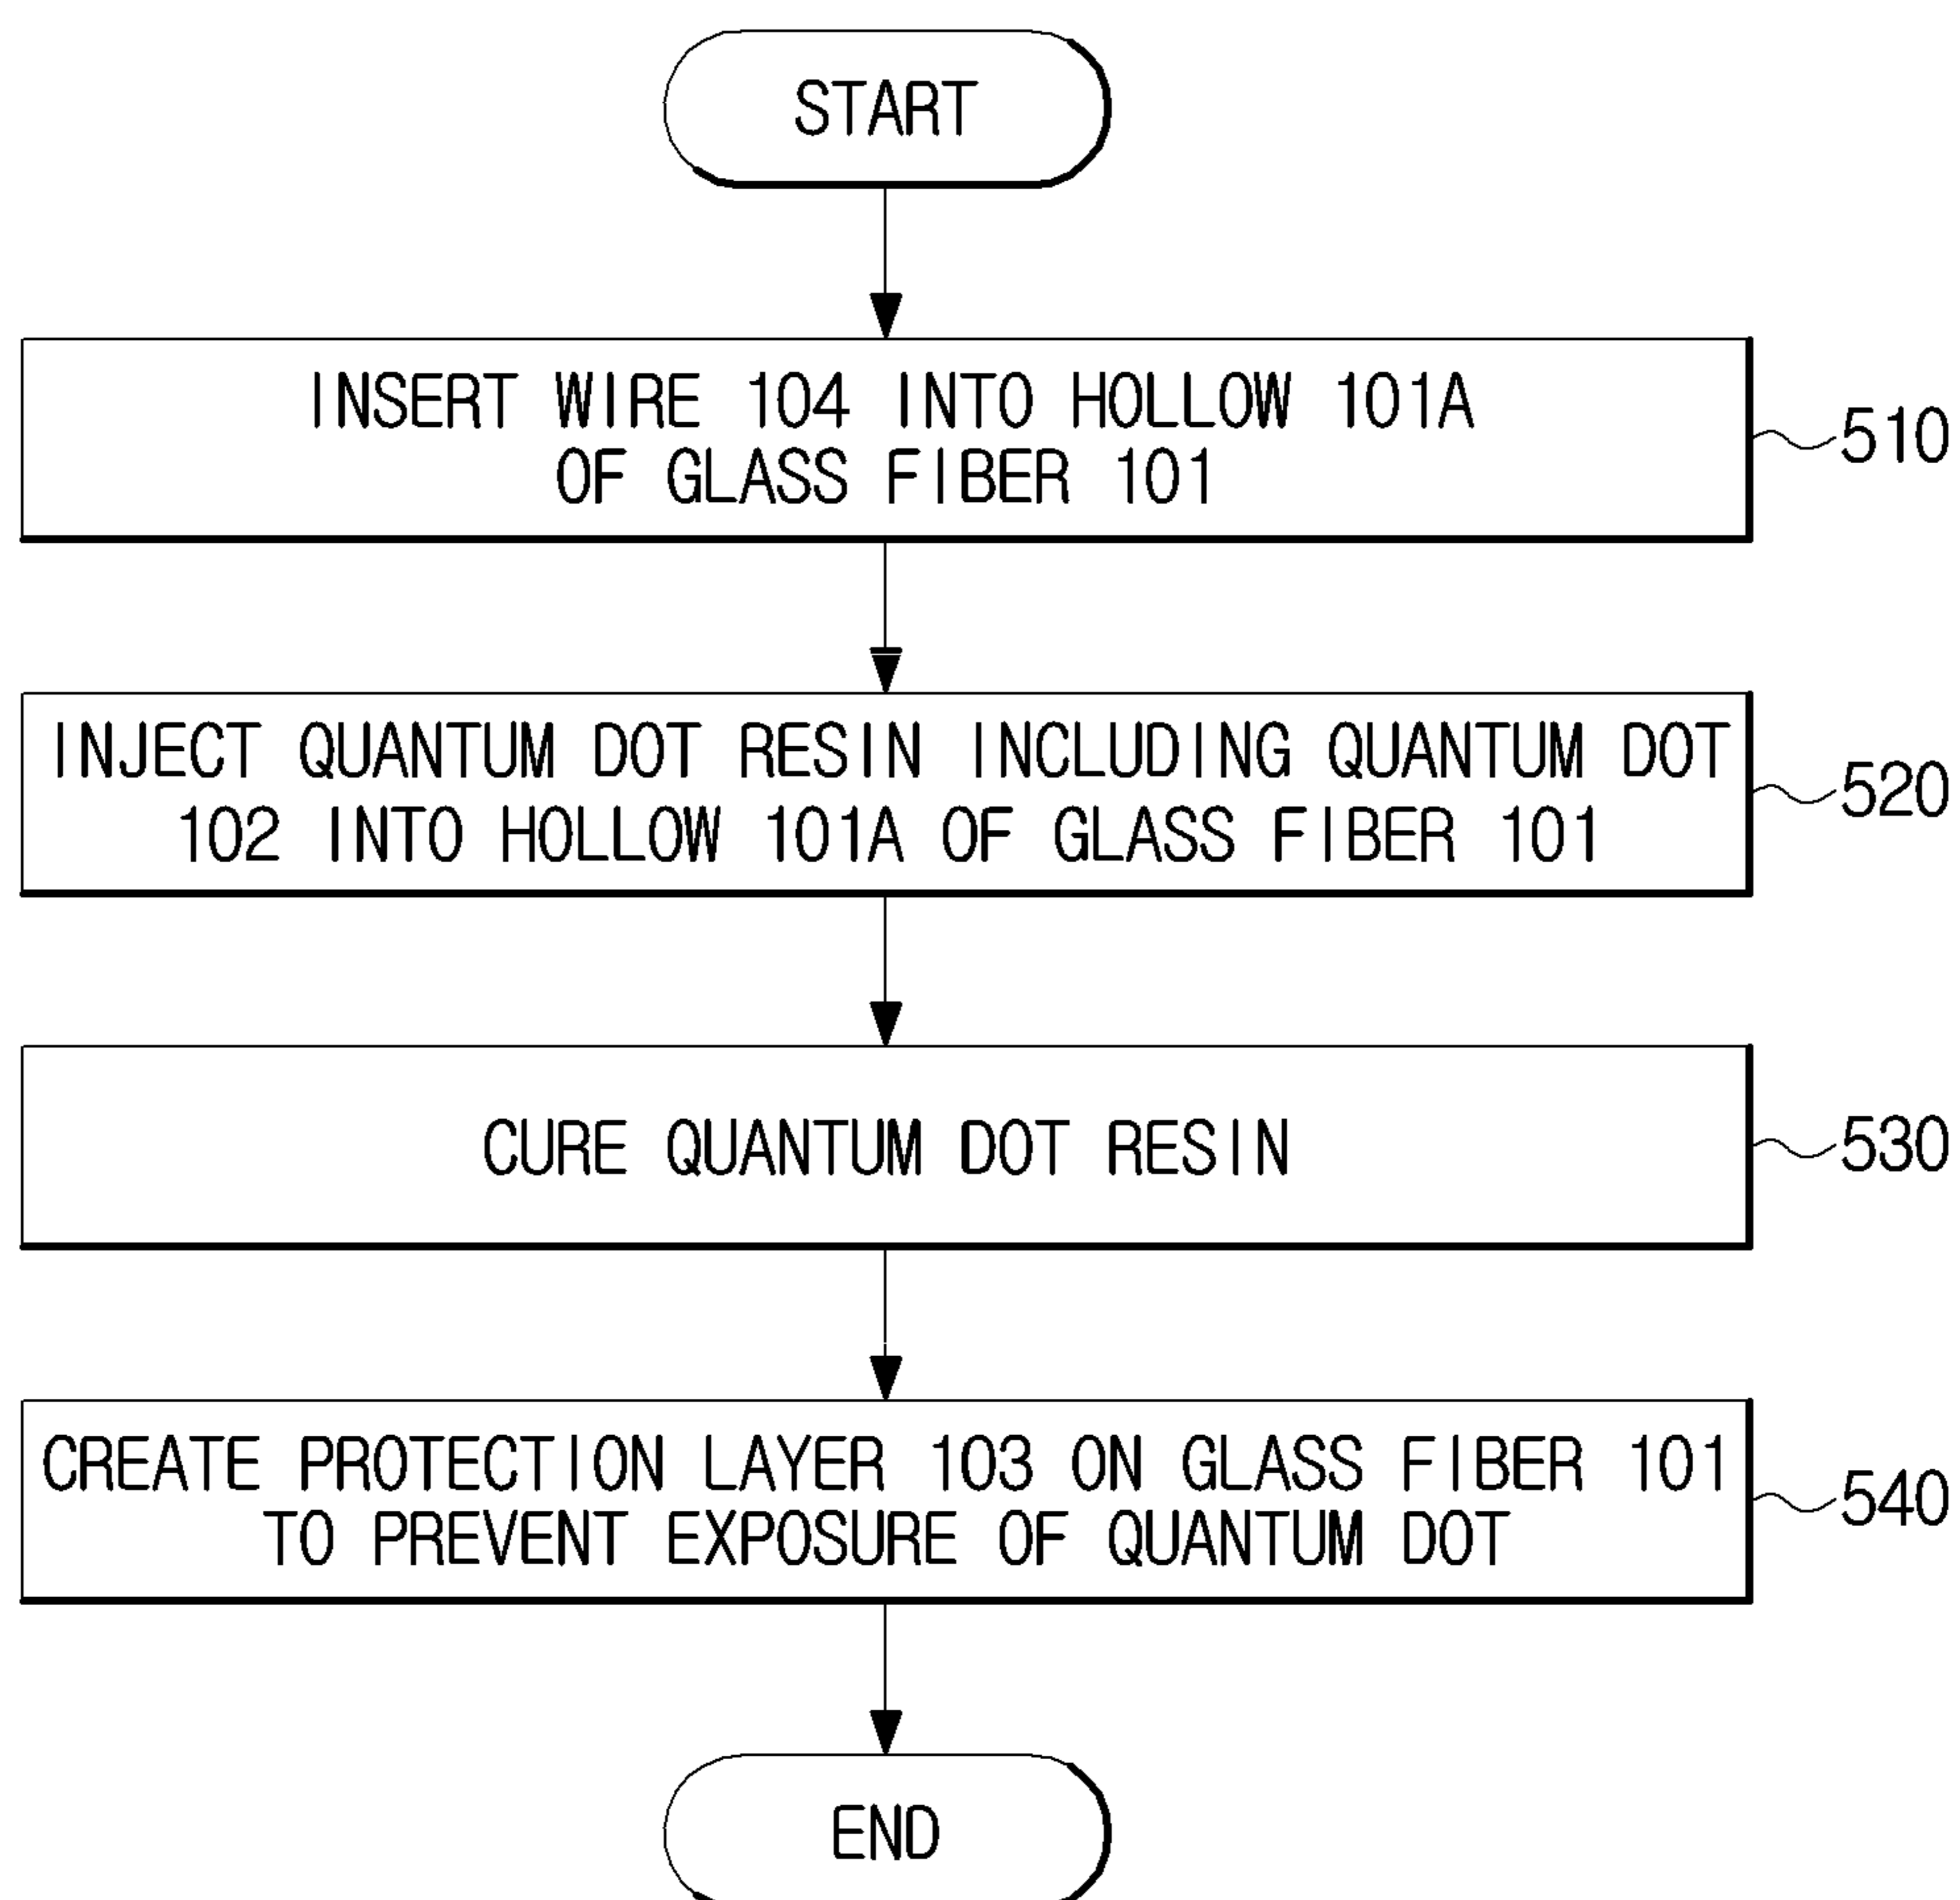 START
INSERT WIRE 104 INTO HOLLOW 101A
OF GLASS FIBER 101
510
INJECT QUANTUM DOT RESIN INCLUDING QUANTUM DOT
102 INTO HOLLOW 101A OF GLASS FIBER 101
520
CURE QUANTUM DOT RESIN
530
CREATE PROTECTION LAYER 103 ON GLASS FIBER 101
TO PREVENT EXPOSURE OF QUANTUM DOT
540
END